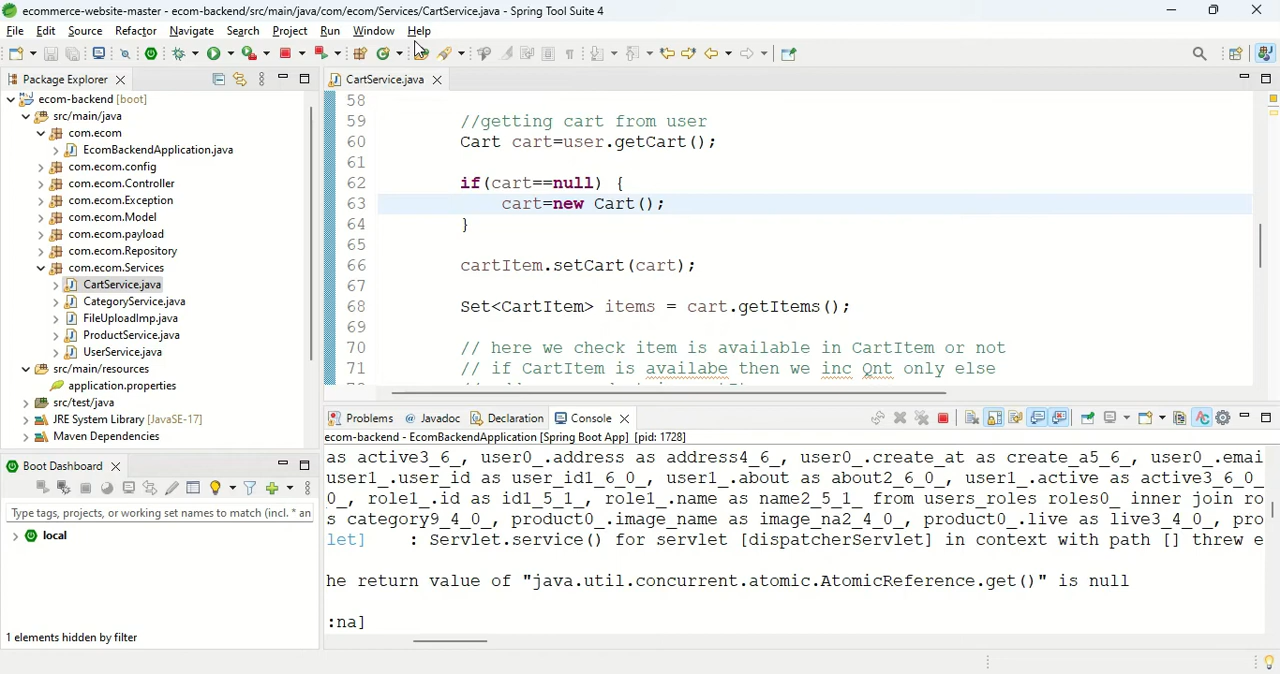 ecommerce-website-master - ecom-backend/src/main/java/com/ecom/ecom/Services/CartService.java - Spring Tool Suite 4
File Edit Source Refactor Navigate Search Project Run Window Help
Package Explorer
ecom-backend [boot]
src/main/java
com.ecom
EcomBackendApplication.java
com.ecom.config
com.ecom.Controller
com.ecom.Exception
com.ecom.Model
com.ecom.payload
com.ecom.Repository
com.ecom.Services
CartService.java
CategoryService.java
FileUploadImp.java
ProductService.java
UserService.java
src/main/resources
application.properties
src/test/java
JRE System Library [JavaSE-17]
Maven Dependencies
Boot Dashboard
Type tags, projects, or working set names to match (incl. * an
local
1 elements hidden by filter
CartService.java
58
59 //getting cart from user
60 Cart cart=user.getCart();
61
62 if(cart==null) {
63 cart=new Cart();
64 }
65
66 cartItem.setCart(cart);
67
68 Set<CartItem> items = cart.getItems();
69
70 // here we check item is available in CartItem or not
71 // if CartItem is availabe then we inc Qnt only else
Problems Javadoc Declaration Console
ecom-backend - EcomBackendApplication [Spring Boot App] [pid: 1728]
as active3_6_, user0_.address as address4_6_, user0_.create_at as create_a5_6_, user0_.emai
user1_.user_id as user_id1_6_0_, user1_.about as about2_6_0_, user1_.active as active3_6_0_
0_, role1_.id as id1_5_1_, role1_.name as name2_5_1_ from users_roles roles0_ inner join ro
s category9_4_0_, product0_.image_name as image_na2_4_0_, product0_.live as live3_4_0_, pro
let] : Servlet.service() for servlet [dispatcherServlet] in context with path [] threw e
he return value of "java.util.concurrent.atomic.AtomicReference.get()" is null
:na]